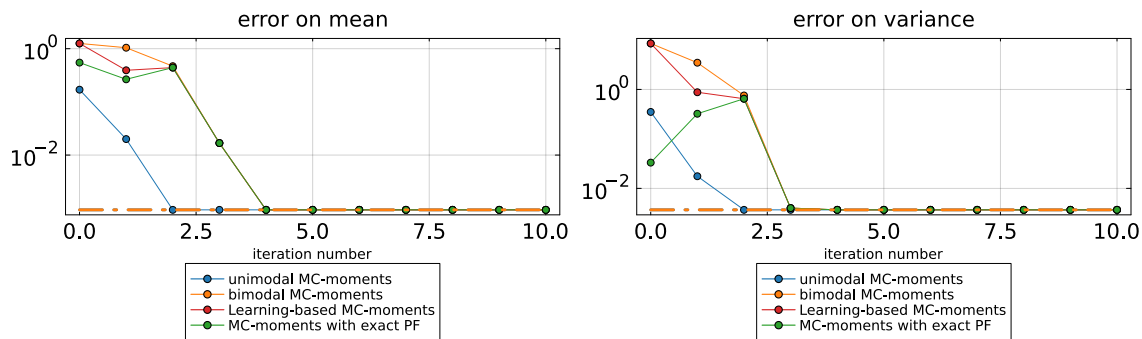 error on mean
10^0
10^-2
0.0 2.5 5.0 7.5 10.0
iteration number
unimodal MC-moments
bimodal MC-moments
Learning-based MC-moments
MC-moments with exact PF
error on variance
10^0
10^-2
0.0 2.5 5.0 7.5 10.0
iteration number
unimodal MC-moments
bimodal MC-moments
Learning-based MC-moments
MC-moments with exact PF